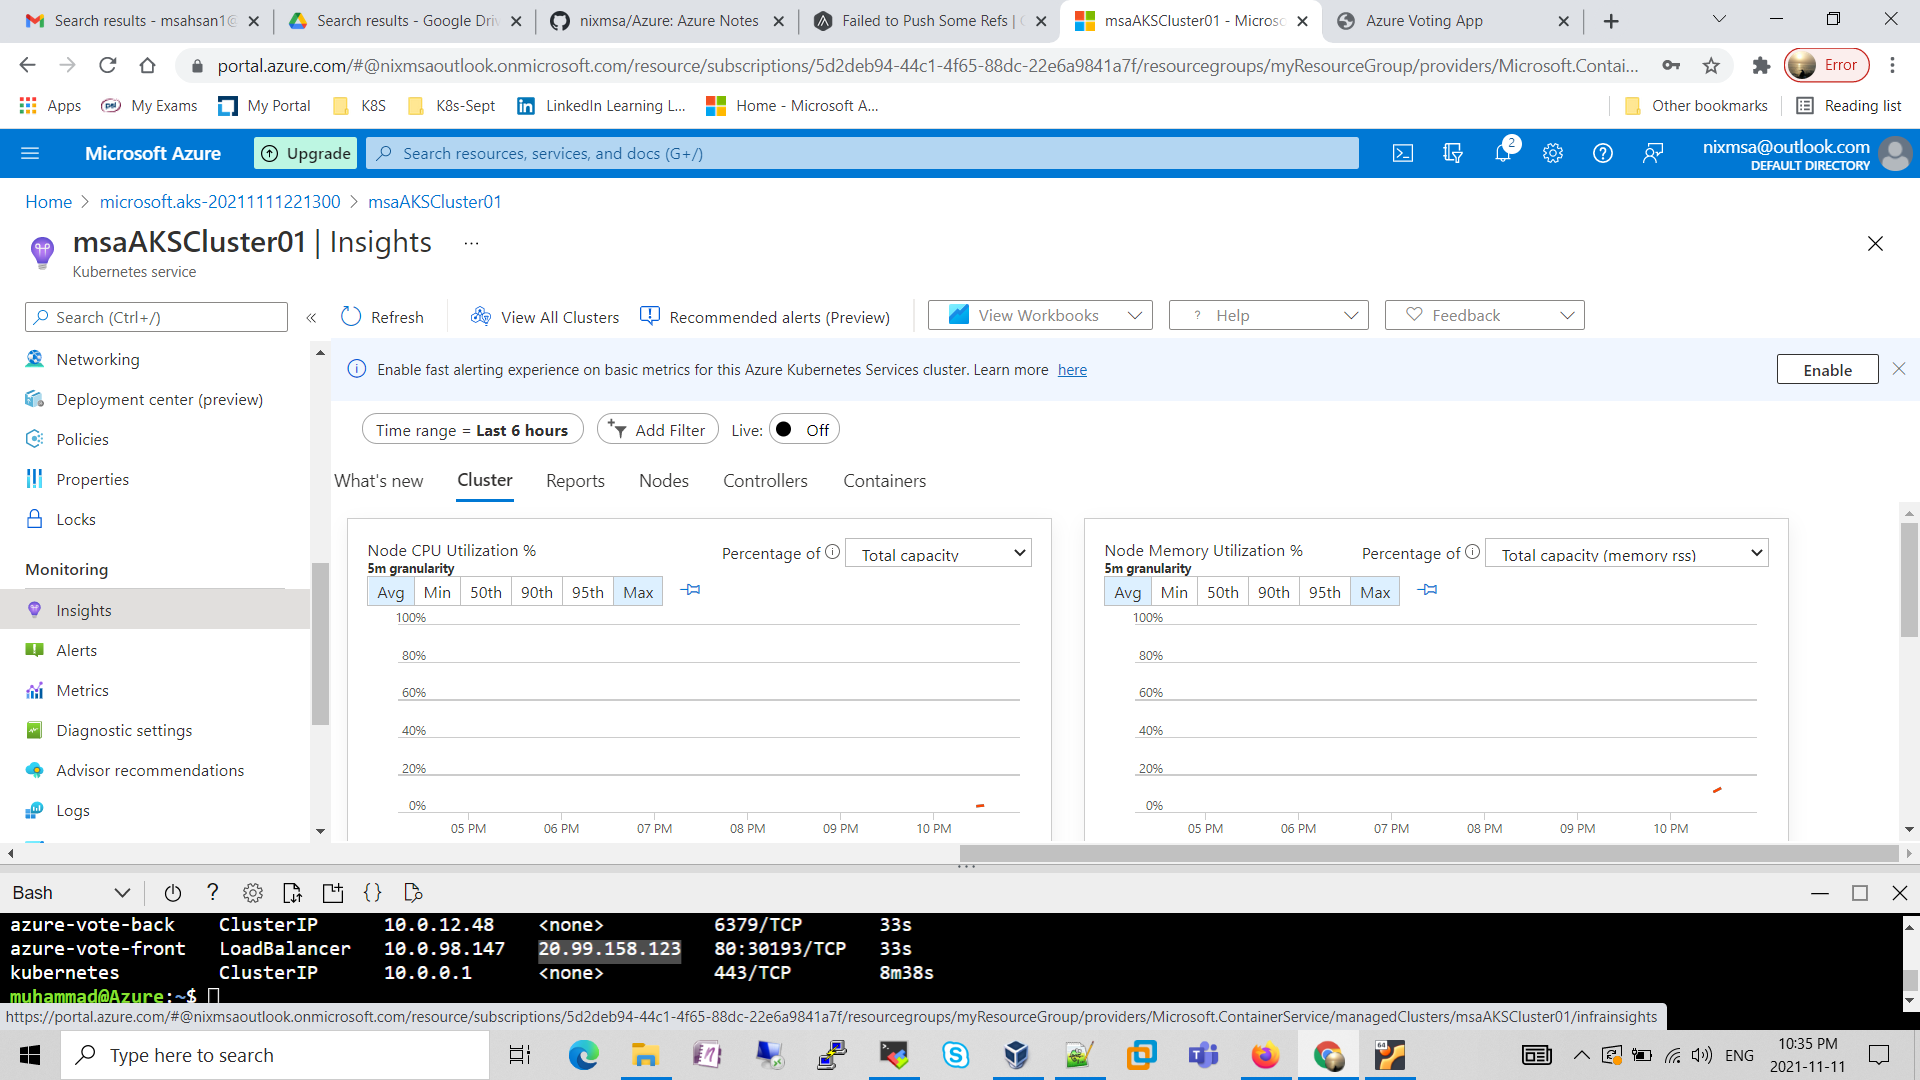 Search results - msahsan1@
Search results - Google Driv
nixmsa/Azure: Azure Notes
Failed to Push Some Refs |
msaAKSCluster01 - Microso
Azure Voting App
portal.azure.com/#@nixmsaoutlook.onmicrosoft.com/resource/subscriptions/5d2deb94-44c1-4f65-88dc-22e6a9841a7f/resourcegroups/myResourceGroup/providers/Microsoft.Contai...
Error
Apps
My Exams
My Portal
K8S
K8s-Sept
LinkedIn Learning L...
Home - Microsoft A...
Other bookmarks
Reading list
Microsoft Azure
Upgrade
Search resources, services, and docs (G+/)
2
nixmsa@outlook.com
DEFAULT DIRECTORY
Home > microsoft.aks-20211111221300 > msaAKSCluster01
msaAKSCluster01 | Insights ...
Kubernetes service
Search (Ctrl+/)
«
Refresh
View All Clusters
Recommended alerts (Preview)
View Workbooks
? Help
Feedback
Networking
Deployment center (preview)
Policies
Properties
Locks
Monitoring
Insights
Alerts
Metrics
Diagnostic settings
Advisor recommendations
Logs
Enable fast alerting experience on basic metrics for this Azure Kubernetes Services cluster. Learn more here
Enable
Time range = Last 6 hours
Add Filter
Live: Off
What's new
Cluster
Reports
Nodes
Controllers
Containers
Node CPU Utilization %
5m granularity
Percentage of
Total capacity
Avg Min 50th 90th 95th Max
100%
80%
60%
40%
20%
0%
05 PM 06 PM 07 PM 08 PM 09 PM 10 PM
Node Memory Utilization %
5m granularity
Percentage of
Total capacity (memory rss)
Avg Min 50th 90th 95th Max
100%
80%
60%
40%
20%
0%
05 PM 06 PM 07 PM 08 PM 09 PM 10 PM
Bash
?
{}
azure-vote-back ClusterIP 10.0.12.48 <none> 6379/TCP 33s
azure-vote-front LoadBalancer 10.0.98.147 20.99.158.123 80:30193/TCP 33s
kubernetes ClusterIP 10.0.0.1 <none> 443/TCP 8m38s
muhammad@Azure:~$
https://portal.azure.com/#@nixmsaoutlook.onmicrosoft.com/resource/subscriptions/5d2deb94-44c1-4f65-88dc-22e6a9841a7f/resourcegroups/myResourceGroup/providers/Microsoft.ContainerService/managedClusters/msaAKSCluster01/infrainsights
Type here to search
ENG
10:35 PM
2021-11-11